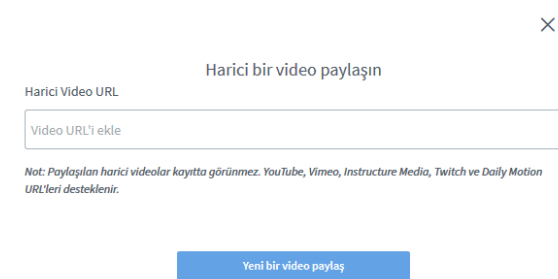 Harici bir video paylaşın
Harici Video URL
Video URL'i ekle
Not: Paylaşılan harici videolar kayıtta görünmez. YouTube, Vimeo, Instructure Media, Twitch ve Daily Motion
URL'leri desteklenir.
Yeni bir video paylaş